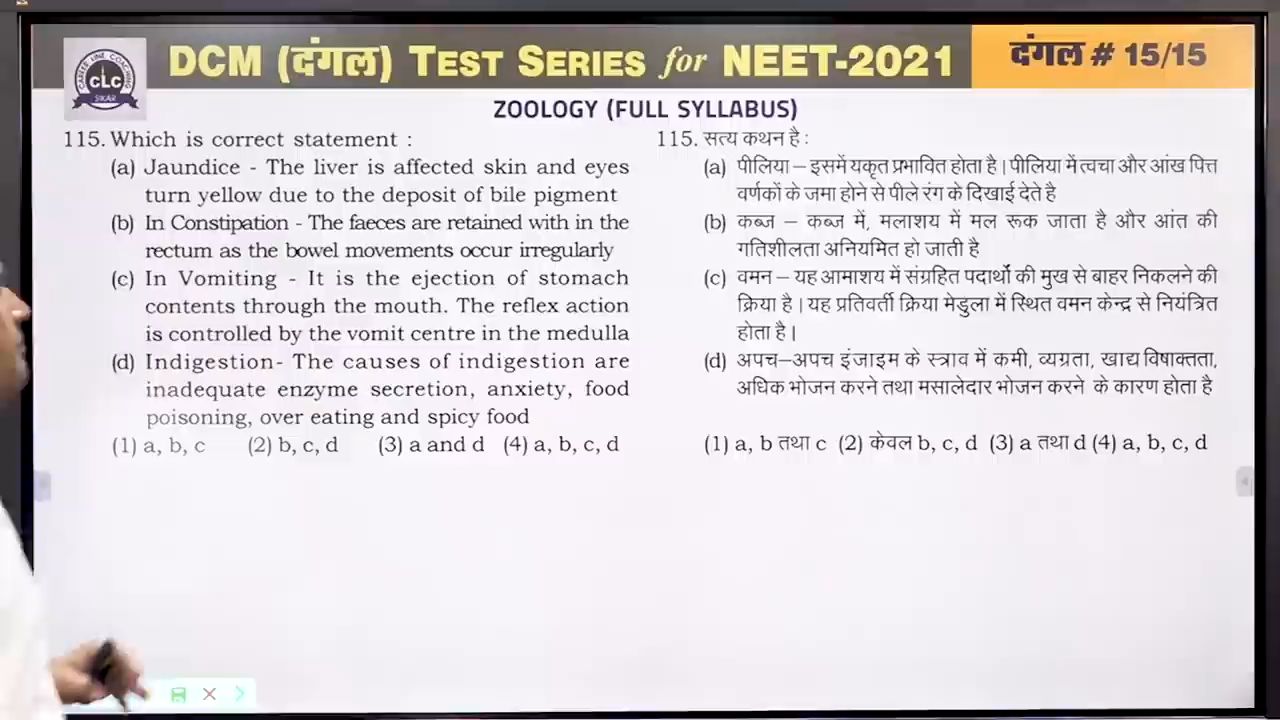 DCM (दंगल) TEST SERIES for NEET-2021
दंगल # 15/15
CAREER LINE COACHING
CLC
SIKAR
ZOOLOGY (FULL SYLLABUS)
115. Which is correct statement :
(a) Jaundice - The liver is affected skin and eyes
turn yellow due to the deposit of bile pigment
(b) In Constipation - The faeces are retained with in the
rectum as the bowel movements occur irregularly
(c) In Vomiting - It is the ejection of stomach
contents through the mouth. The reflex action
is controlled by the vomit centre in the medulla
(d) Indigestion- The causes of indigestion are
inadequate enzyme secretion, anxiety, food
poisoning, over eating and spicy food
(1) a, b, c (2) b, c, d (3) a and d (4) a, b, c, d
115. सत्य कथन है :
(a) पीलिया – इसमें यकृत प्रभावित होता है। पीलिया में त्वचा और आंख पित्त
वर्णकों के जमा होने से पीले रंग के दिखाई देते है
(b) कब्ज – कब्ज में, मलाशय में मल रूक जाता है और आंत की
गतिशीलता अनियमित हो जाती है
(c) वमन – यह आमाशय में संग्रहित पदार्थों की मुख से बाहर निकलने की
क्रिया है। यह प्रतिवर्ती क्रिया मेडुला में स्थित वमन केन्द्र से नियंत्रित
होता है।
(d) अपच–अपच इंजाइम के स्त्राव में कमी, व्यग्रता, खाद्य विषाक्तता,
अधिक भोजन करने तथा मसालेदार भोजन करने के कारण होता है
(1) a, b तथा c (2) केवल b, c, d (3) a तथा d (4) a, b, c, d